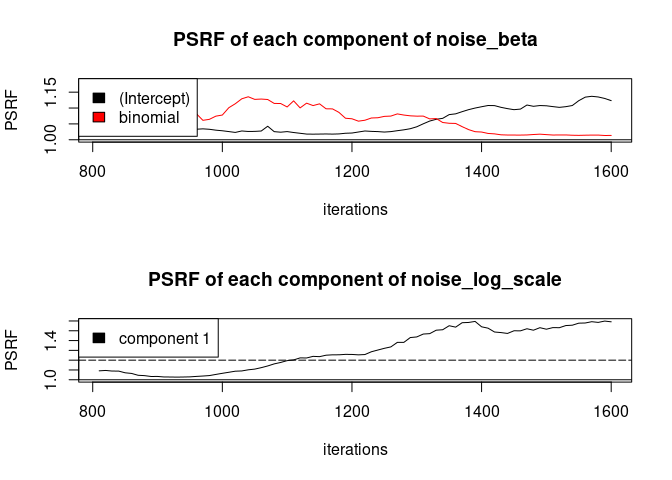 PSRF of each component of noise_beta
PSRF
1.15
1.00
(Intercept)
binomial
800 1000 1200 1400 1600
iterations
PSRF of each component of noise_log_scale
PSRF
1.4
1.0
component 1
800 1000 1200 1400 1600
iterations